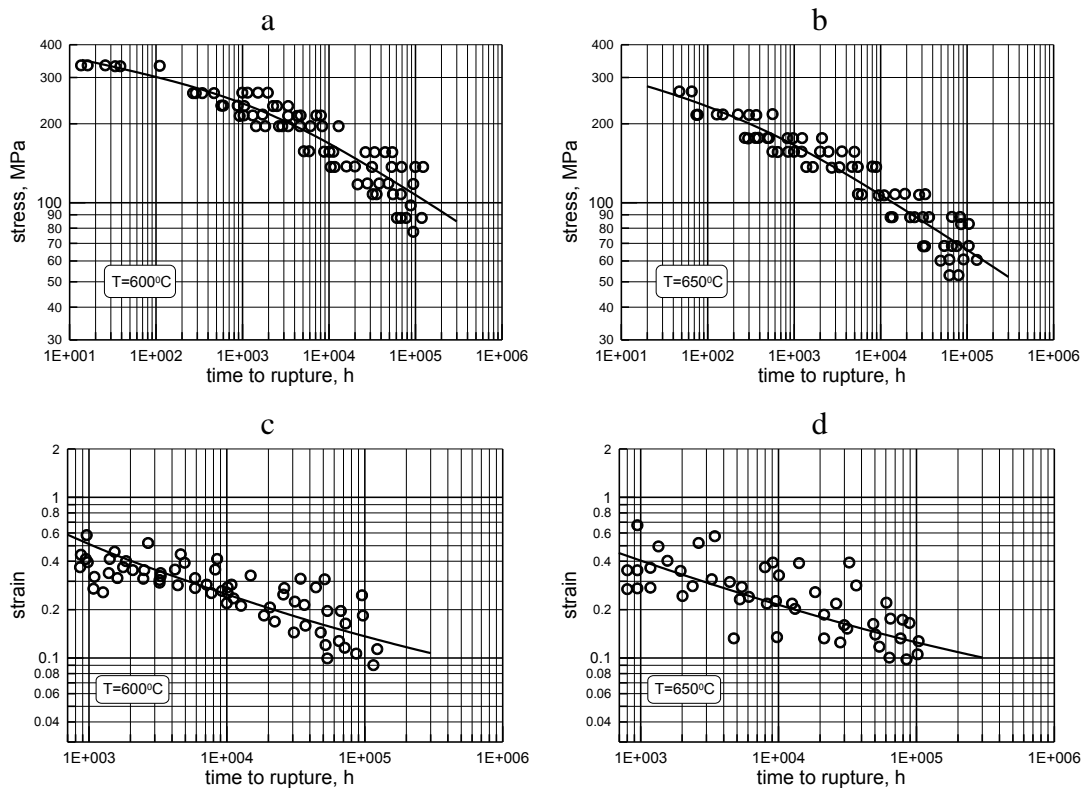 a
b
400
300
200
100
90
80
70
60
50
40
30
stress, MPa
T=600ºC
1E+001 1E+002 1E+003 1E+004 1E+005 1E+006
time to rupture, h
400
300
200
100
90
80
70
60
50
40
30
stress, MPa
T=650ºC
1E+001 1E+002 1E+003 1E+004 1E+005 1E+006
time to rupture, h
c
d
2
1
0.8
0.6
0.4
0.2
0.1
0.08
0.06
0.04
strain
T=600ºC
1E+003 1E+004 1E+005 1E+006
time to rupture, h
2
1
0.8
0.6
0.4
0.2
0.1
0.08
0.06
0.04
strain
T=650ºC
1E+003 1E+004 1E+005 1E+006
time to rupture, h